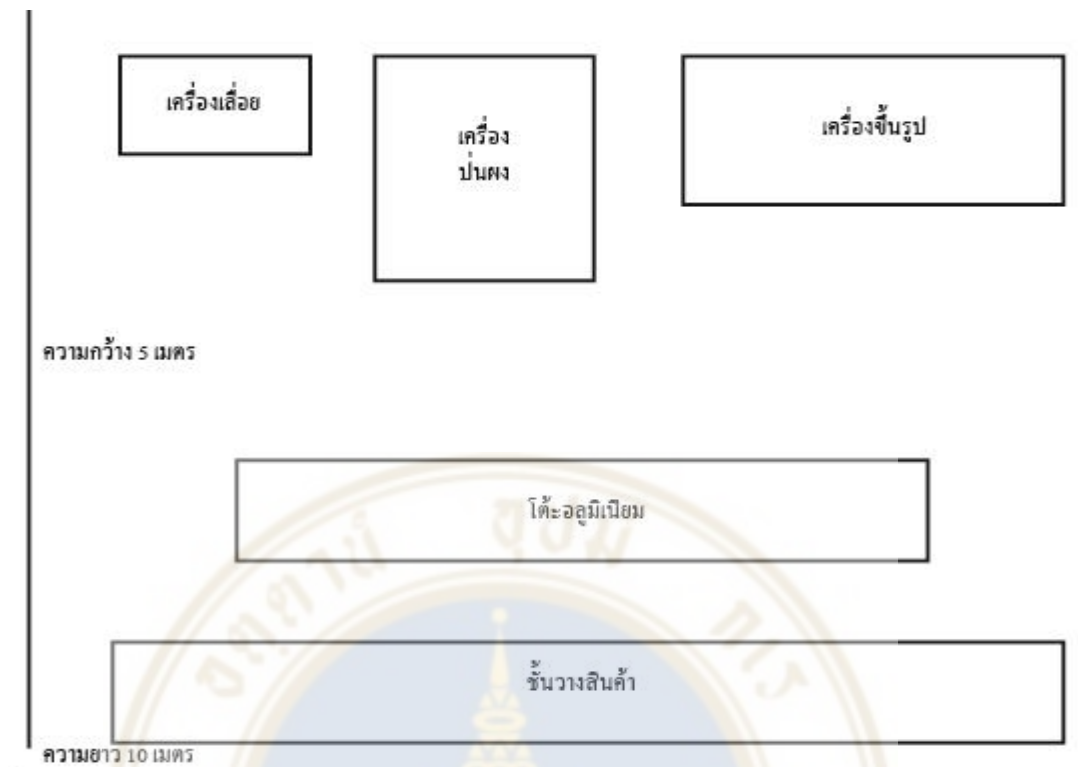 เครื่องเลื่อย
เครื่อง
ป่นผง
เครื่องขึ้นรูป
ความกว้าง 5 เมตร
โต้ะอลูมิเนียม
ชั้นวางสินค้า
ความยาว 10 เมตร